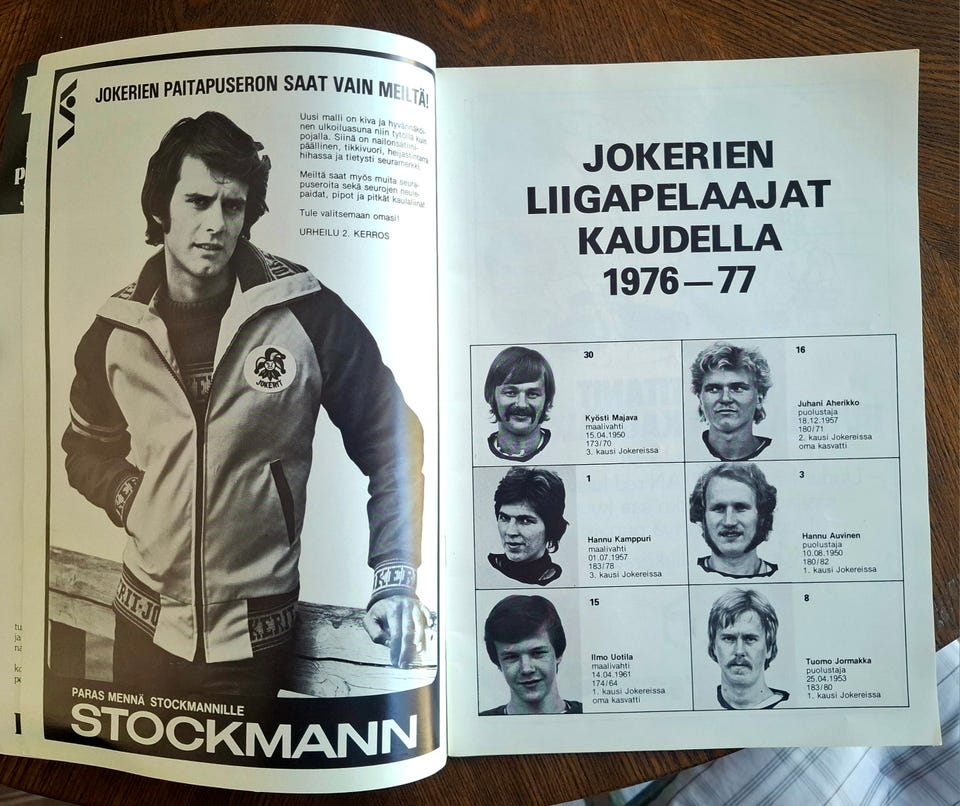 JOKERIEN PAITAPUSERON SAAT VAIN MEILTÄ!
Uusi malli on kiva ja hyvännäköi-
nen ulkoiluasuna niin tytöllä kuin
pojalla. Siinä on nailonsatiini-
päällinen, tikkivuori, heijastintarra
hihassa ja tietysti seuramerkki.
Meiltä saat myös muita seura-
puseroita sekä seurojen neule-
paidat, pipot ja pitkät kaulaliinat.
Tule valitsemaan omasi!
URHEILU 2. KERROS
JOKERIT
PARAS MENNÄ STOCKMANNILLE
STOCKMANN
JOKERIEN
LIIGAPELAAJAT
KAUDELLA
1976—77
30
Kyösti Majava
maalivahti
15.04.1950
173/70
3. kausi Jokereissa
16
Juhani Aherikko
puolustaja
18.12.1957
180/71
2. kausi Jokereissa
oma kasvatti
1
Hannu Kamppuri
maalivahti
01.07.1957
183/78
3. kausi Jokereissa
3
Hannu Auvinen
puolustaja
10.08.1950
180/82
1. kausi Jokereissa
15
Ilmo Uotila
maalivahti
14.04.1961
174/64
1. kausi Jokereissa
oma kasvatti
8
Tuomo Jormakka
puolustaja
25.04.1953
183/80
1. kausi Jokereissa